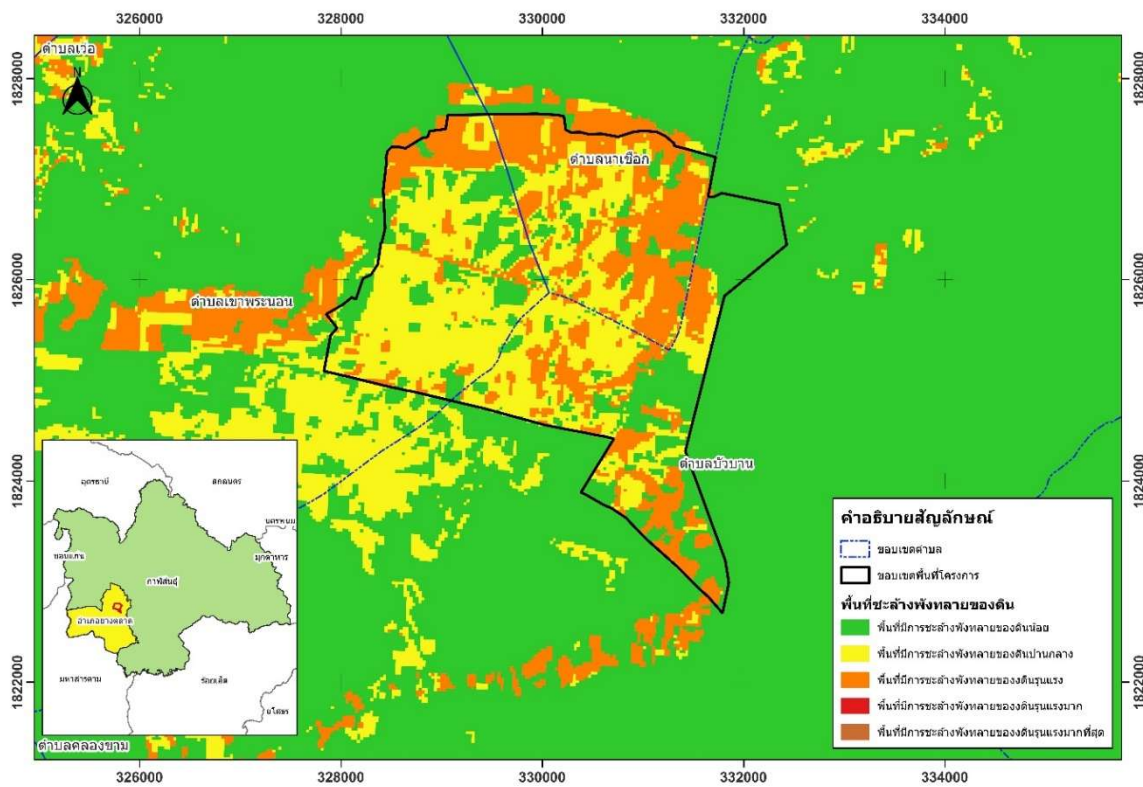 326000 328000 330000 332000 334000
ตำบลเว่อ
N
1828000 1828000
ตำบลนาเชือก
1826000 1826000
ตำบลเขาพระนอน
ตำบลบัวบาน
1824000 1824000
อุดรธานี สกลนคร
นครพนม
ขอนแก่น มุกดาหาร
กาฬสินธุ์
อำเภอยางตลาด
มหาสารคาม ร้อยเอ็ด
ยโสธร
คำอธิบายสัญลักษณ์
ขอบเขตตำบล
ขอบเขตพื้นที่โครงการ
พื้นที่ชะล้างพังทลายของดิน
พื้นที่มีการชะล้างพังทลายของดินน้อย
พื้นที่มีการชะล้างพังทลายของดินปานกลาง
พื้นที่มีการชะล้างพังทลายของงดินรุนแรง
พื้นที่มีการชะล้างพังทลายของงดินรุนแรงมาก
พื้นที่มีการชะล้างพังทลายของงดินรุนแรงมากที่สุด
1822000 1822000
ตำบลคลองขาม
326000 328000 330000 332000 334000